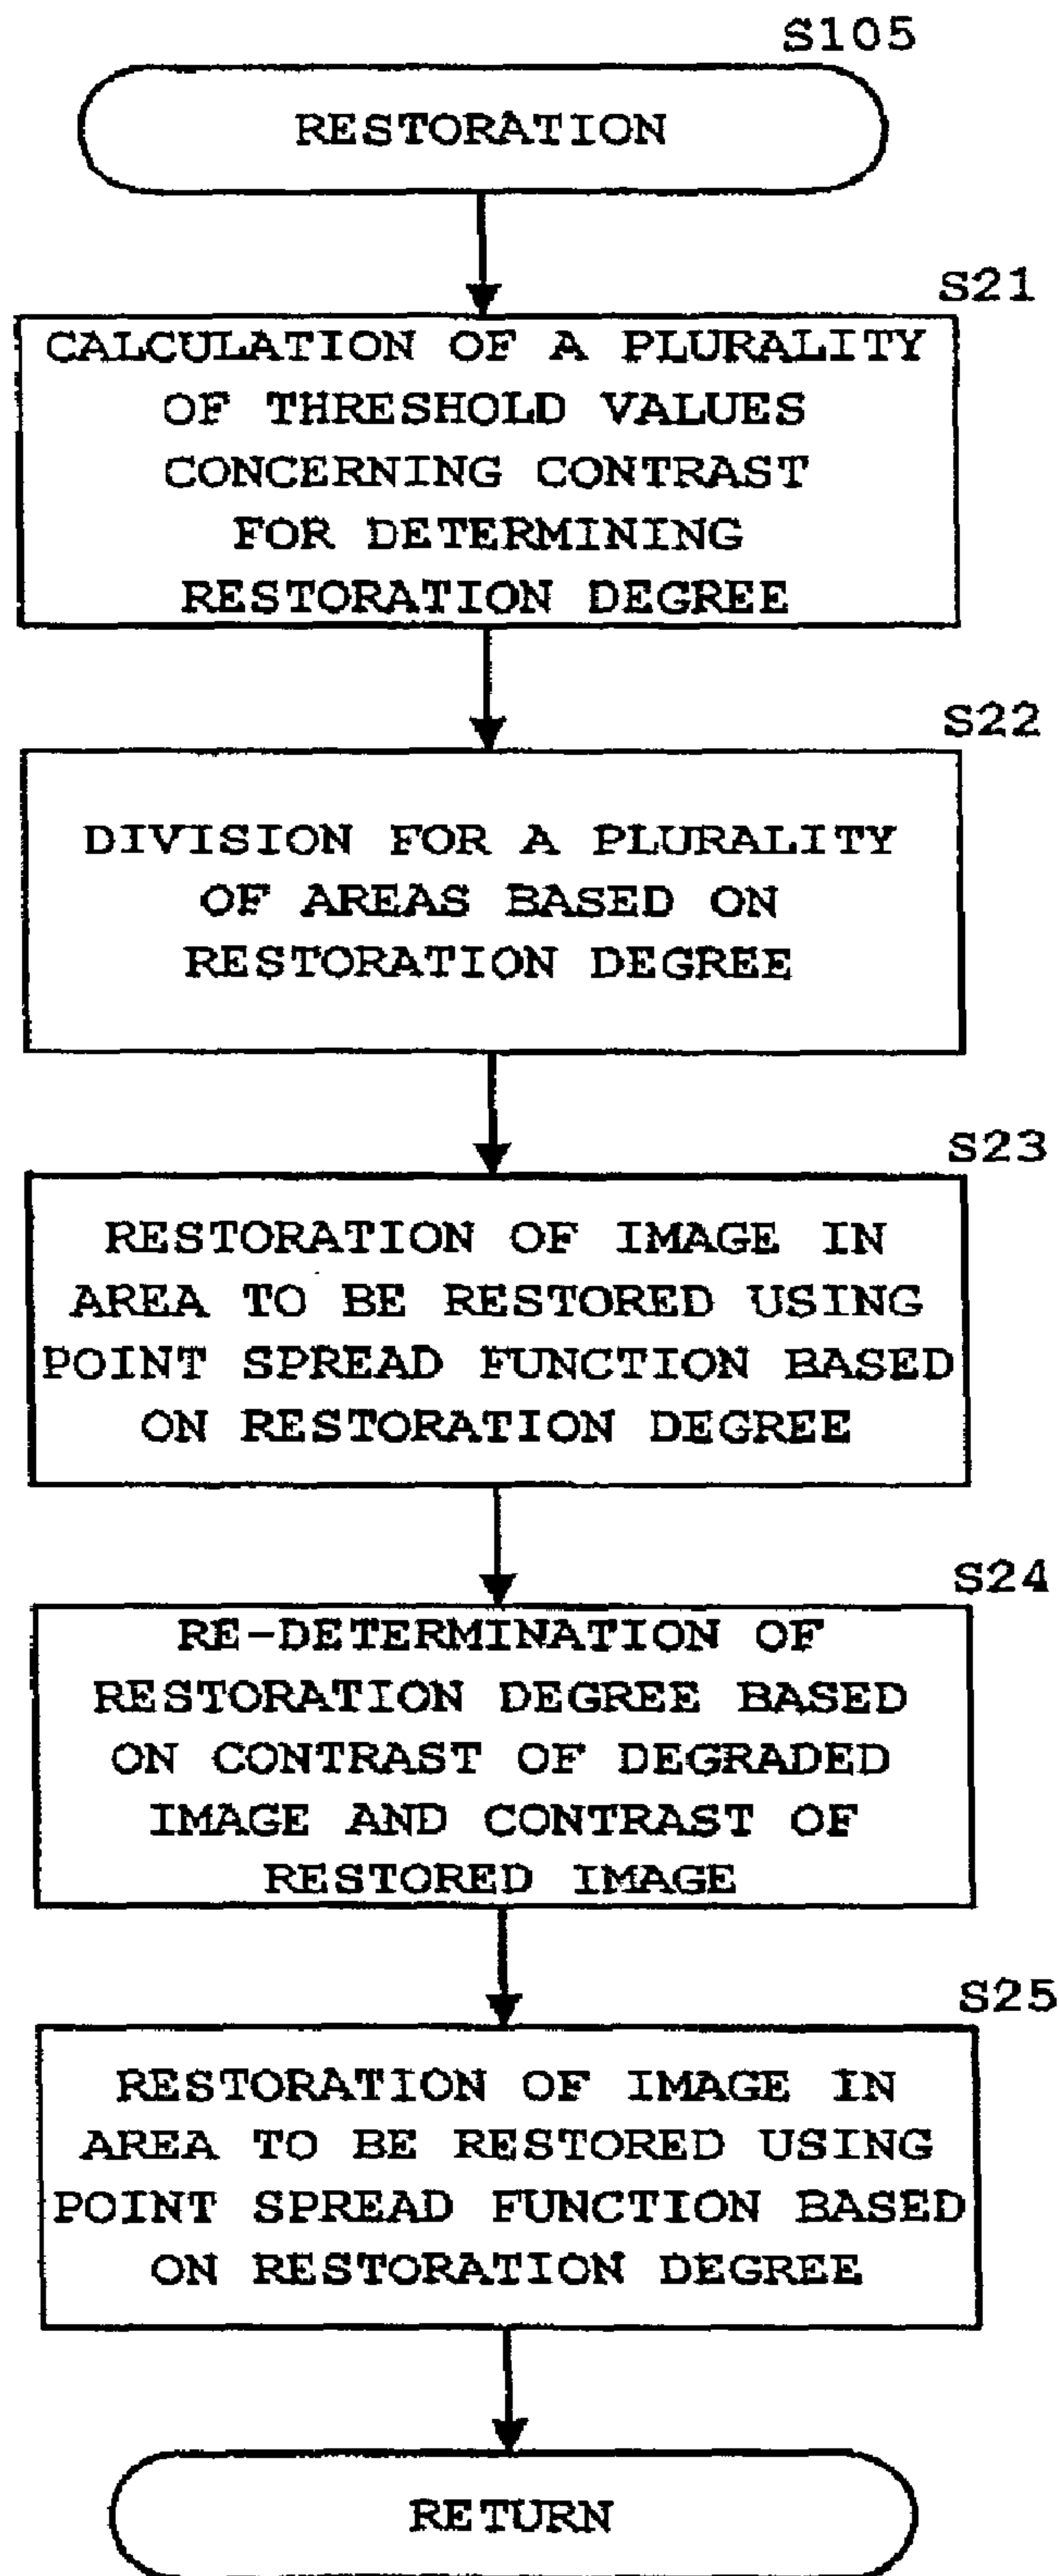 S105
RESTORATION
S21
CALCULATION OF A PLURALITY
OF THRESHOLD VALUES
CONCERNING CONTRAST
FOR DETERMINING
RESTORATION DEGREE
S22
DIVISION FOR A PLURALITY
OF AREAS BASED ON
RESTORATION DEGREE
S23
RESTORATION OF IMAGE IN
AREA TO BE RESTORED USING
POINT SPREAD FUNCTION BASED
ON RESTORATION DEGREE
S24
RE-DETERMINATION OF
RESTORATION DEGREE BASED
ON CONTRAST OF DEGRADED
IMAGE AND CONTRAST OF
RESTORED IMAGE
S25
RESTORATION OF IMAGE IN
AREA TO BE RESTORED USING
POINT SPREAD FUNCTION BASED
ON RESTORATION DEGREE
RETURN